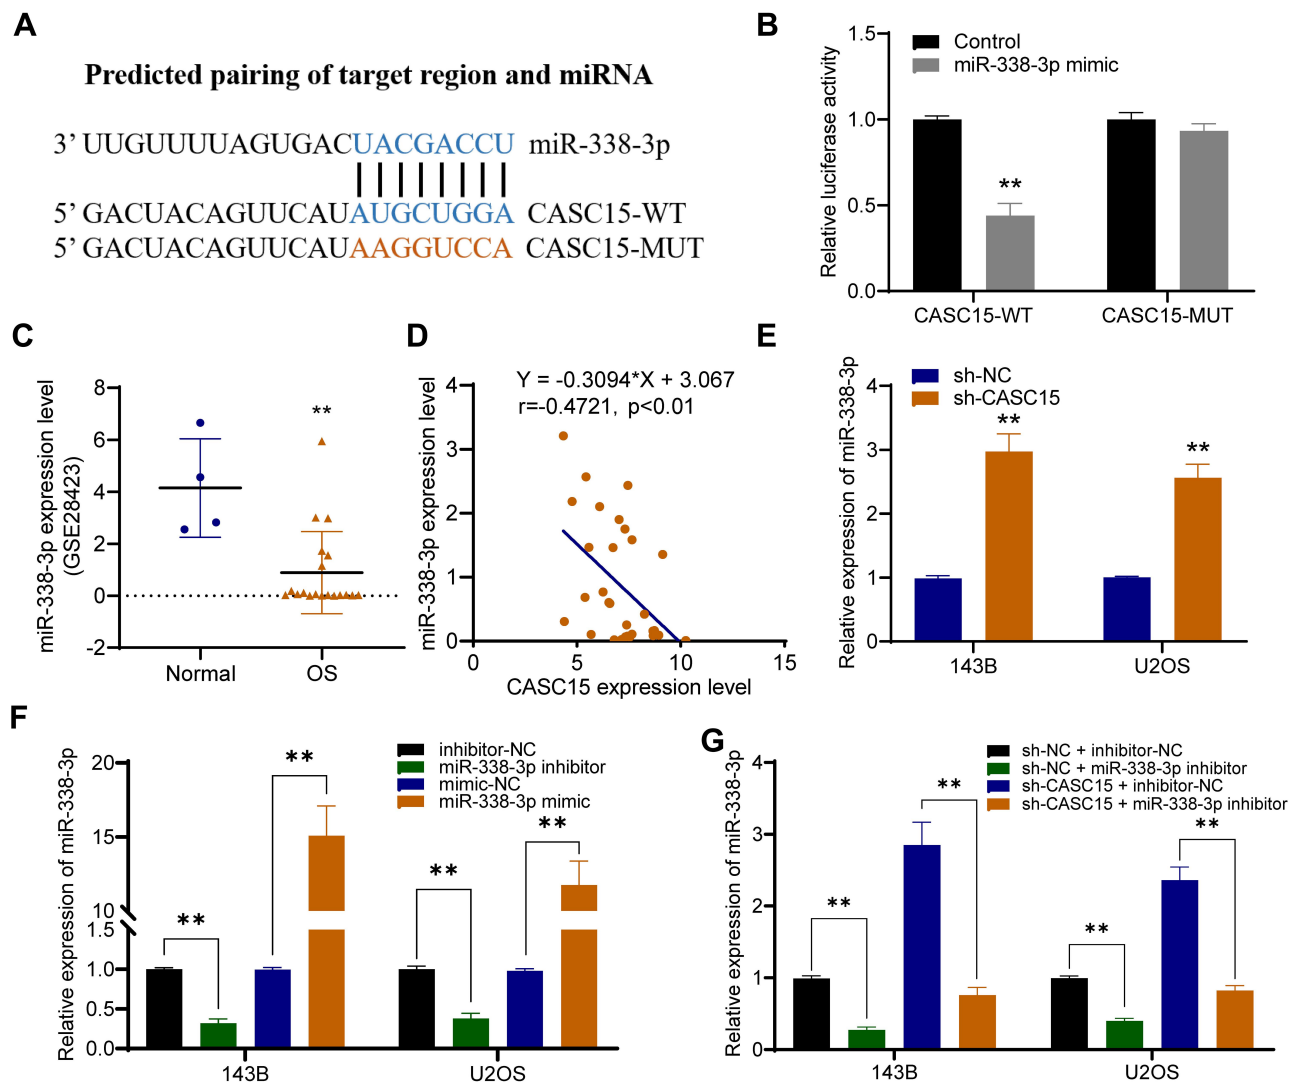 A
Predicted pairing of target region and miRNA
3’ UUGUUUUAGUGACUACGACCU miR-338-3p
5’ GACUACAGUUCAUAUGCUGGA CASC15-WT
5’ GACUACAGUUCAUAAGGUCCA CASC15-MUT
B
Relative luciferase activity
1.5
1.0
0.5
0.0
Control
miR-338-3p mimic
**
CASC15-WT
CASC15-MUT
C
miR-338-3p expression level
(GSE28423)
8
6
4
2
0
-2
**
Normal
OS
D
miR-338-3p expression level
4
3
2
1
0
Y = -0.3094*X + 3.067
r=-0.4721, p<0.01
0
5
10
15
CASC15 expression level
E
Relative expression of miR-338-3p
4
3
2
1
0
sh-NC
sh-CASC15
**
**
143B
U2OS
F
Relative expression of miR-338-3p
20
15
10
1.5
1.0
0.5
0.0
inhibitor-NC
miR-338-3p inhibitor
mimic-NC
miR-338-3p mimic
**
**
**
**
143B
U2OS
G
Relative expression of miR-338-3p
4
3
2
1
0
sh-NC + inhibitor-NC
sh-NC + miR-338-3p inhibitor
sh-CASC15 + inhibitor-NC
sh-CASC15 + miR-338-3p inhibitor
**
**
**
**
143B
U2OS